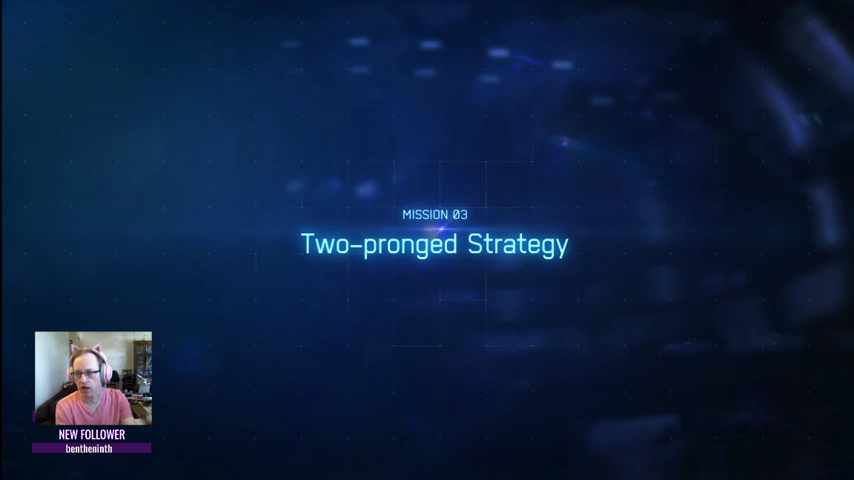 MISSION 03
Two-pronged Strategy
NEW FOLLOWER
bentheninth